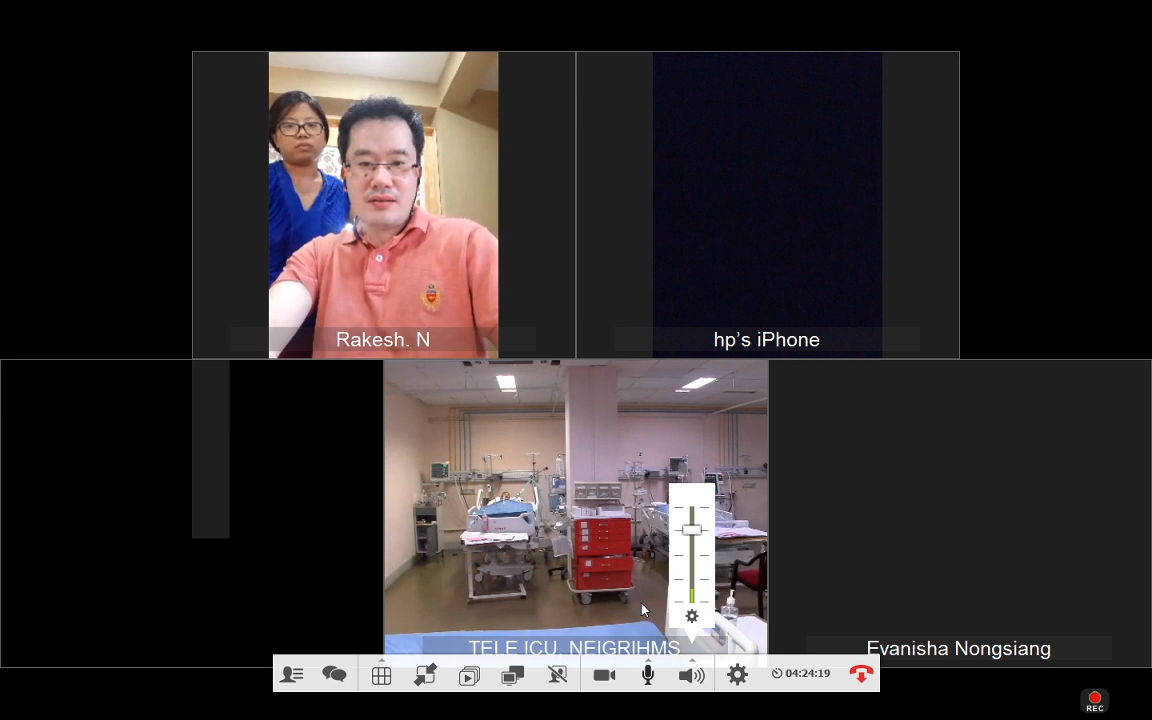 Rakesh. N
hp's iPhone
TELE ICU, NEIGRIHMS
Evanisha Nongsiang
04:24:19
REC